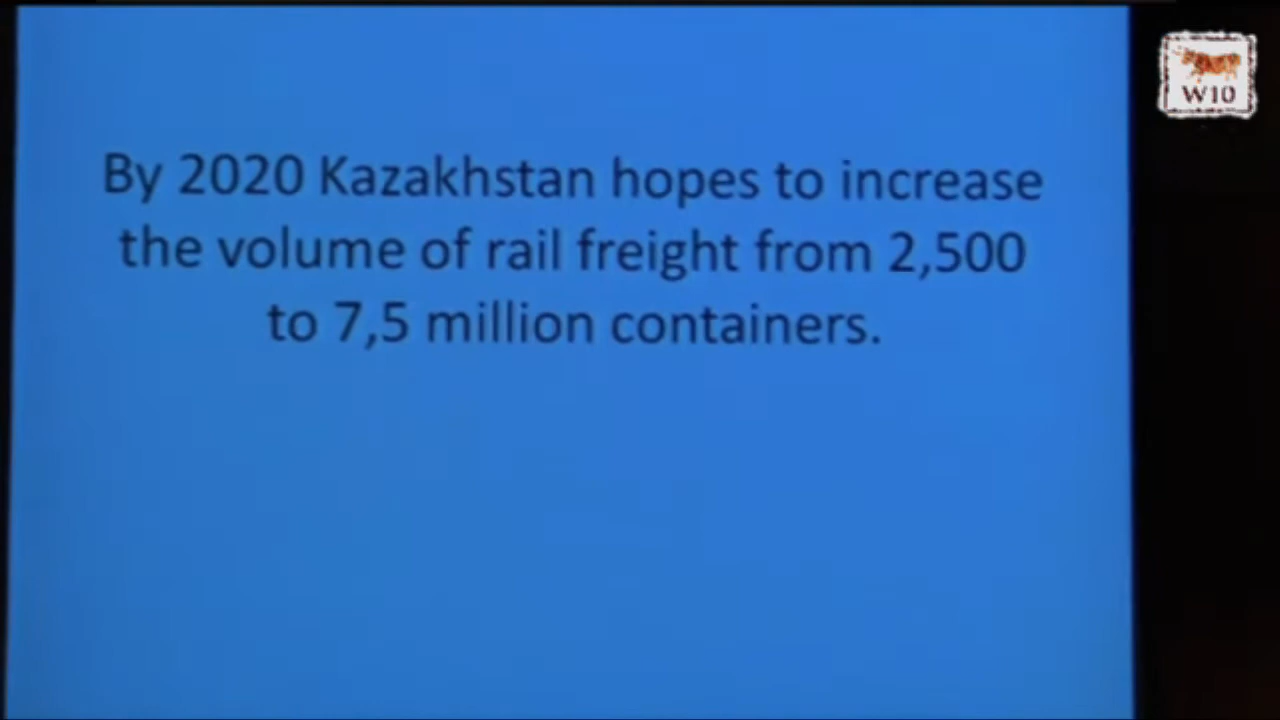 By 2020 Kazakhstan hopes to increase
the volume of rail freight from 2,500
to 7,5 million containers.
W10